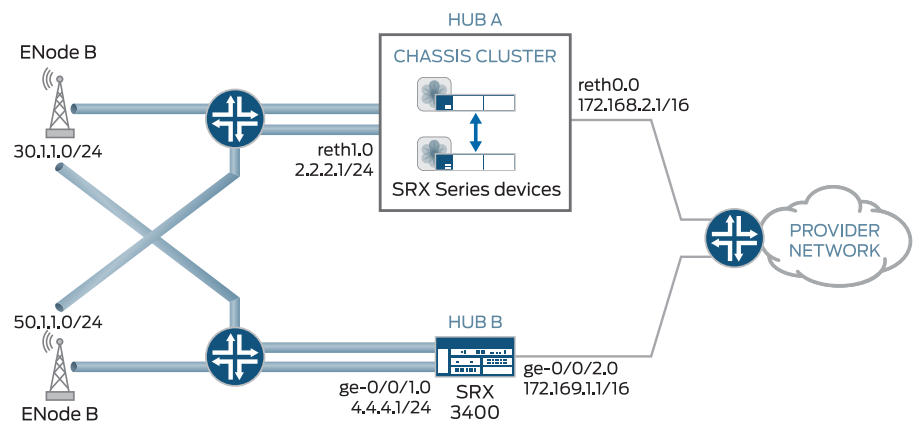 HUB A
ENode B
CHASSIS CLUSTER
reth0.0
172.168.2.1/16
30.1.1.0/24
reth1.0
2.2.2.1/24
SRX Series devices
PROVIDER
NETWORK
50.1.1.0/24
HUB B
ge-0/0/1.0
4.4.4.1/24
SRX
3400
ge-0/0/2.0
172.169.1.1/16
ENode B